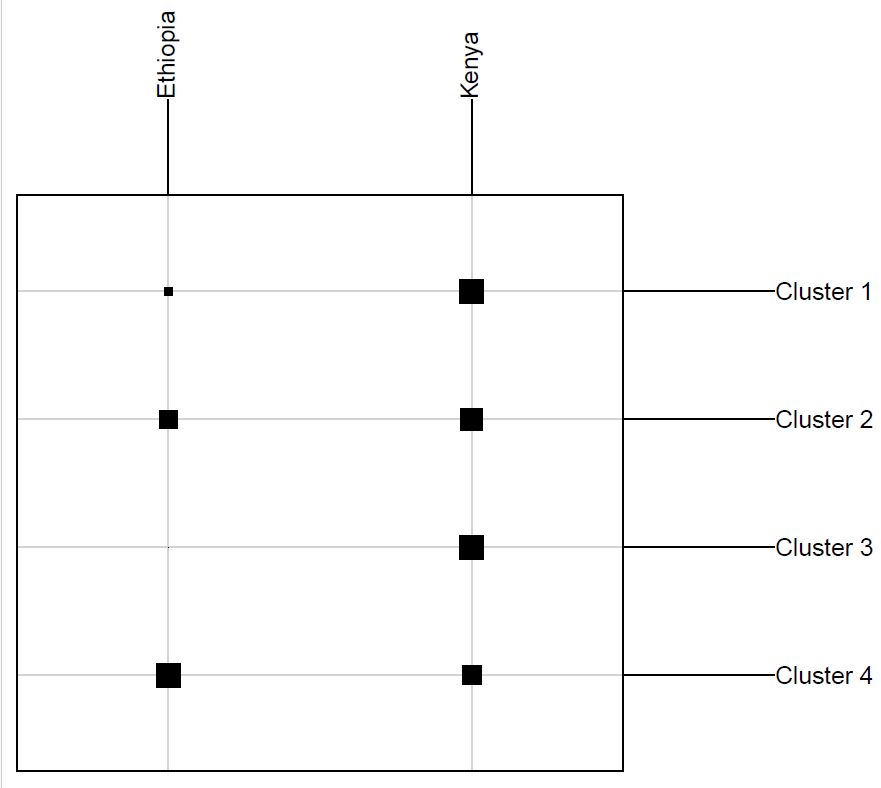 Ethiopia
Kenya
Cluster 1
Cluster 2
Cluster 3
Cluster 4